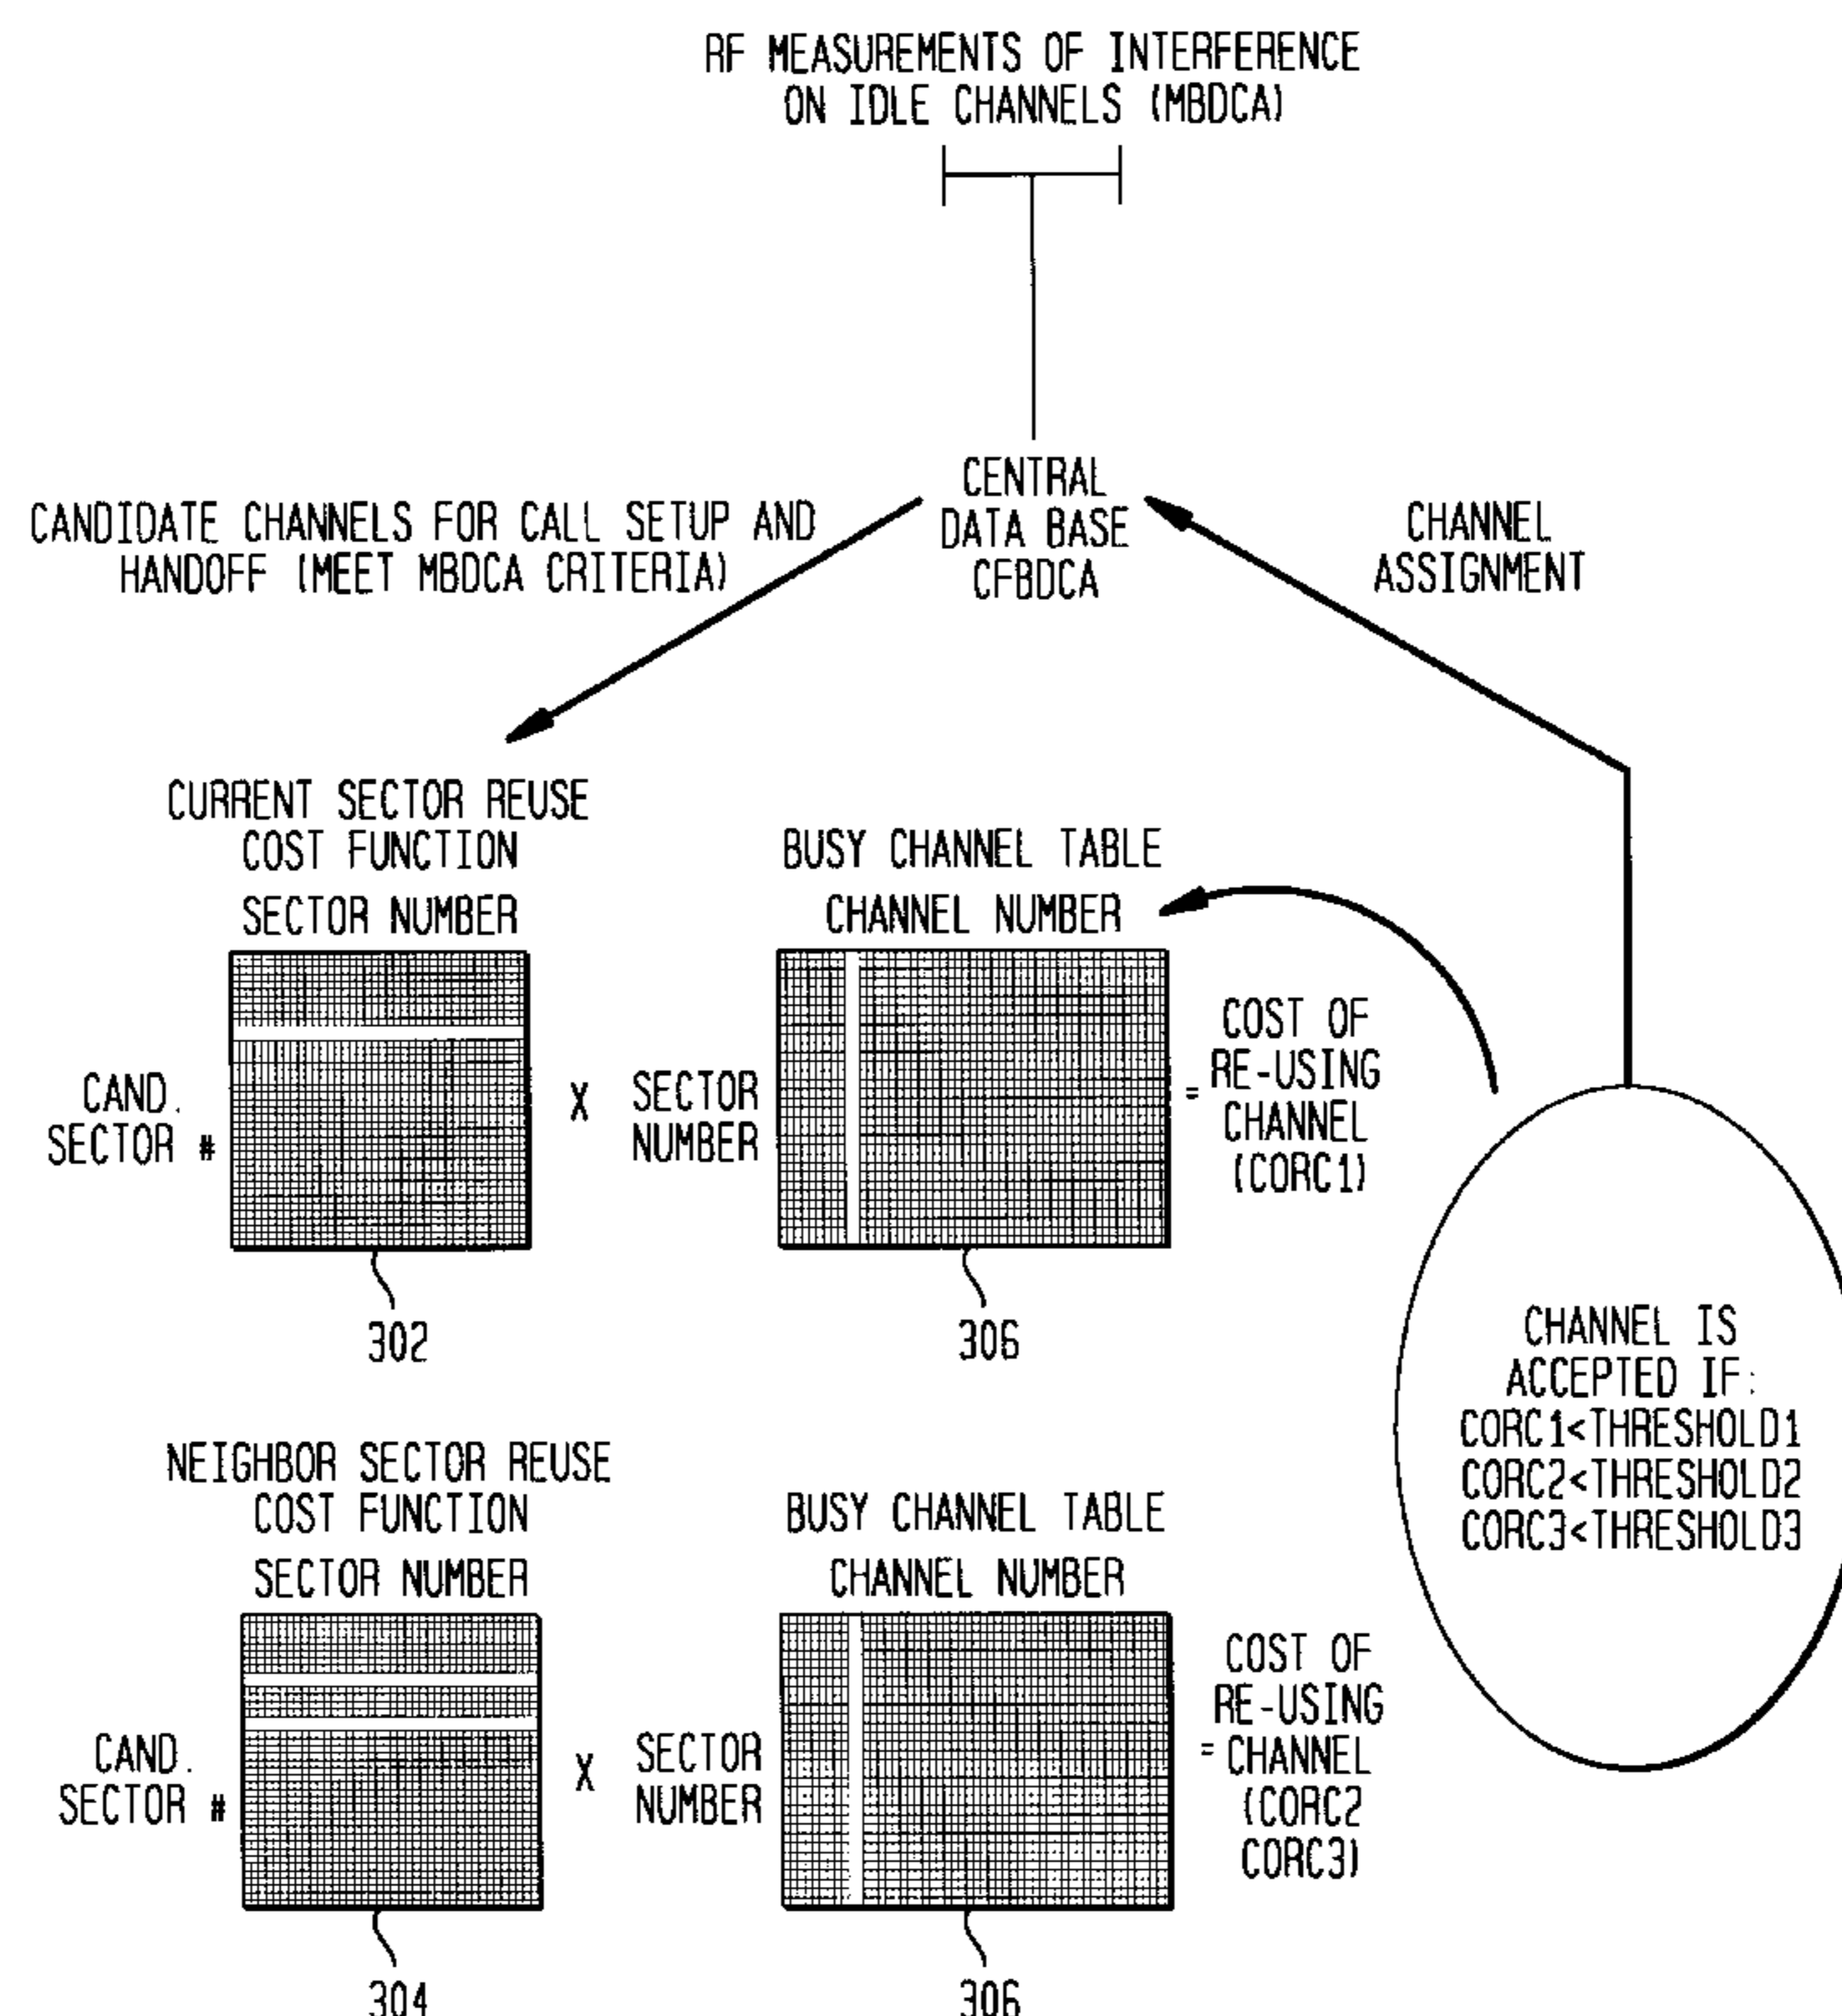 RF MEASUREMENTS OF INTERFERENCE
ON IDLE CHANNELS (MBDCA)
CENTRAL
DATA BASE
CFBDCA
CANDIDATE CHANNELS FOR CALL SETUP AND
HANDOFF (MEET MBDCA CRITERIA)
CHANNEL
ASSIGNMENT
CURRENT SECTOR REUSE
COST FUNCTION
SECTOR NUMBER
CAND.
SECTOR #
302
X
BUSY CHANNEL TABLE
CHANNEL NUMBER
SECTOR
NUMBER
306
COST OF
= RE-USING
CHANNEL
(CORC1)
NEIGHBOR SECTOR REUSE
COST FUNCTION
SECTOR NUMBER
CAND.
SECTOR #
304
X
BUSY CHANNEL TABLE
CHANNEL NUMBER
SECTOR
NUMBER
306
COST OF
RE-USING
= CHANNEL
(CORC2
CORC3)
CHANNEL IS
ACCEPTED IF:
CORC1<THRESHOLD1
CORC2<THRESHOLD2
CORC3<THRESHOLD3